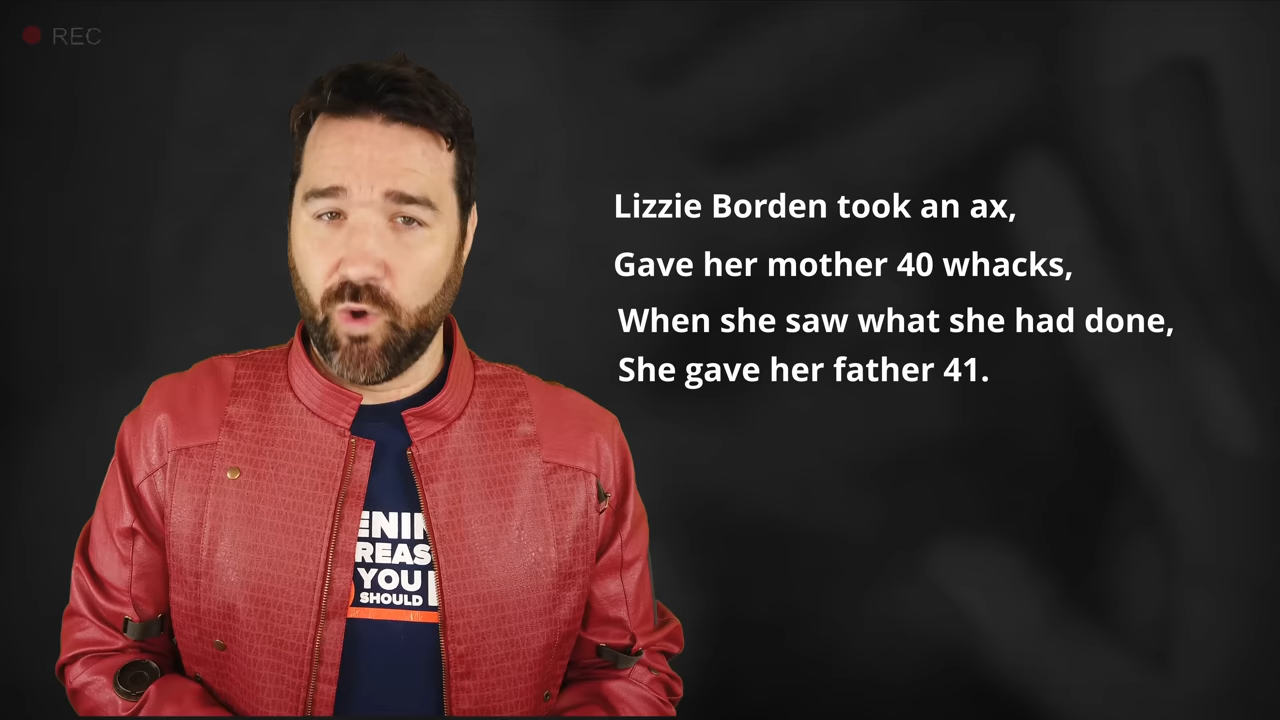 REC
Lizzie Borden took an ax,
Gave her mother 40 whacks,
When she saw what she had done,
She gave her father 41.
YOU
SHOULD